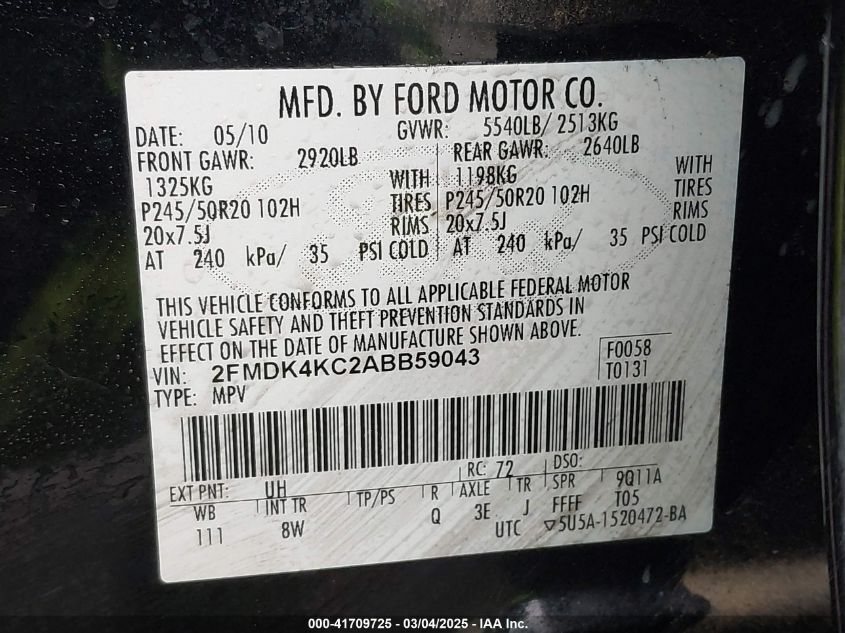 MFD. BY FORD MOTOR CO.
DATE: 05/10 GVWR: 5540LB/ 2513KG
FRONT GAWR: 2920LB REAR GAWR: 2640LB
1325KG WITH 1198KG WITH
P245/50R20 102H TIRES P245/50R20 102H TIRES
20x7.5J RIMS 20x7.5J RIMS
AT 240 kPa/ 35 PSI COLD AT 240 kPa/ 35 PSI COLD
THIS VEHICLE CONFORMS TO ALL APPLICABLE FEDERAL MOTOR
VEHICLE SAFETY AND THEFT PREVENTION STANDARDS IN
EFFECT ON THE DATE OF MANUFACTURE SHOWN ABOVE.
VIN: 2FMDK4KC2ABB59043 F0058
TYPE: MPV T0131
EXT PNT: UH RC: 72 DSO:
WB INT TR TP/PS R AXLE TR SPR 9Q11A
111 8W Q 3E J FFFF T05
UTC ▽5U5A-1520472-BA
000-41709725 - 03/04/2025 - IAA Inc.